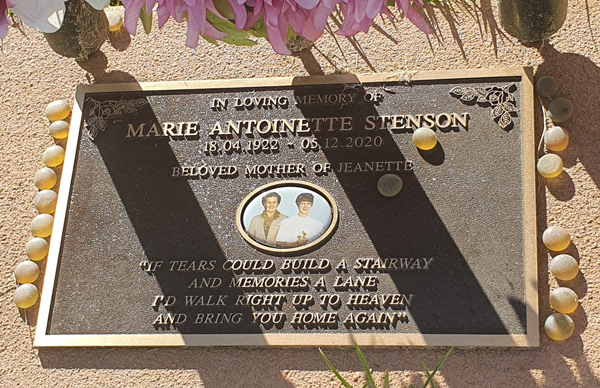 IN LOVING MEMORY OF
MARIE ANTOINETTE STENSON
18.04.1922 - 05.12.2020
BELOVED MOTHER OF JEANETTE
"IF TEARS COULD BUILD A STAIRWAY
AND MEMORIES A LANE
I'D WALK RIGHT UP TO HEAVEN
AND BRING YOU HOME AGAIN"